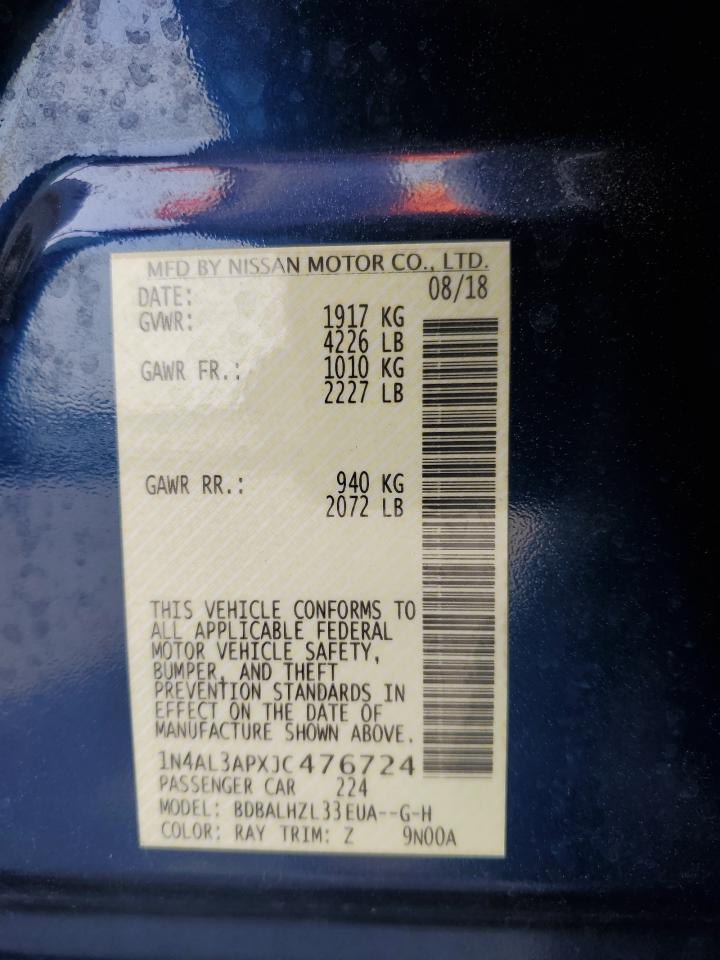 MFD BY NISSAN MOTOR CO., LTD.
DATE: 08/18
GVWR: 1917 KG
4226 LB
GAWR FR.: 1010 KG
2227 LB
GAWR RR.: 940 KG
2072 LB
THIS VEHICLE CONFORMS TO
ALL APPLICABLE FEDERAL
MOTOR VEHICLE SAFETY,
BUMPER, AND THEFT
PREVENTION STANDARDS IN
EFFECT ON THE DATE OF
MANUFACTURE SHOWN ABOVE.
1N4AL3APXJC476724
PASSENGER CAR 224
MODEL: BDBALHZL33EUA--G-H
COLOR: RAY TRIM: Z 9N00A